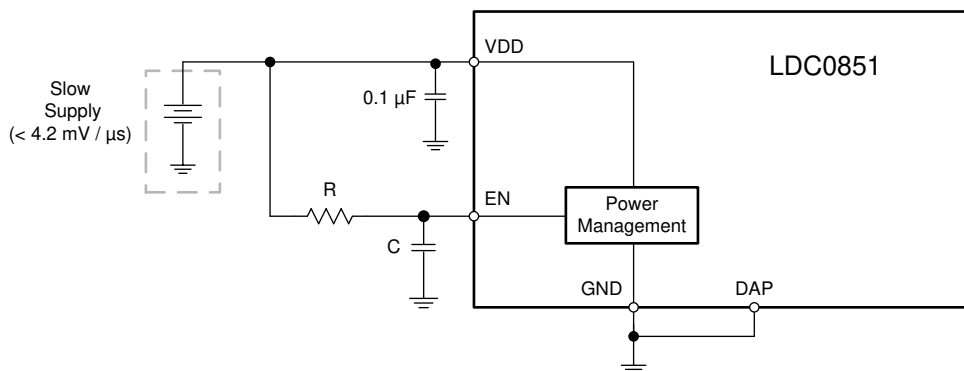 VDD
LDC0851
Slow
Supply
(< 4.2 mV / µs)
0.1 µF
R
EN
Power
Management
C
GND
DAP